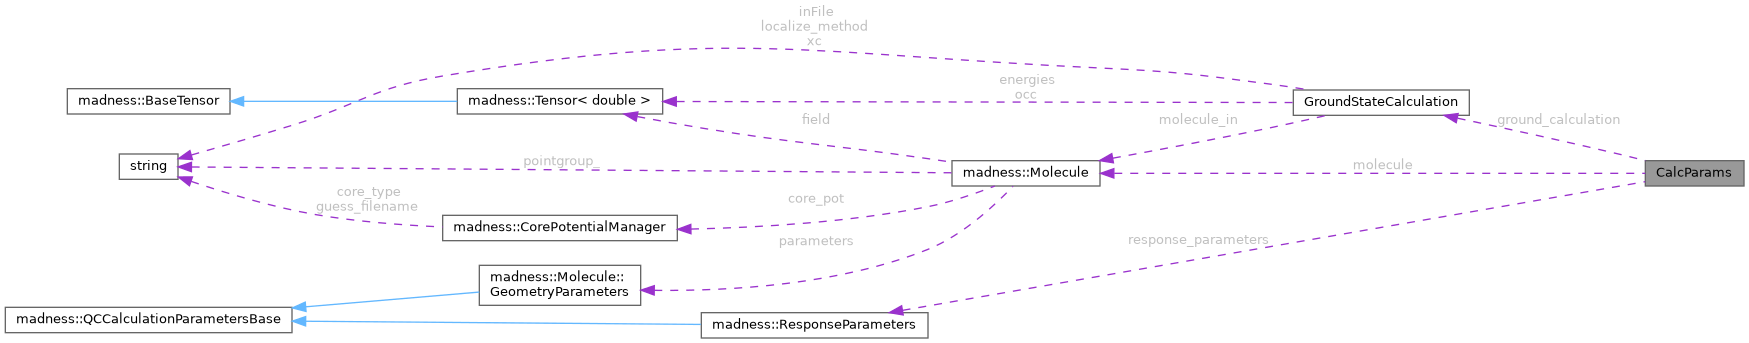 inFile
localize_method
xc
energies
occ
madness::BaseTensor
madness::Tensor< double >
GroundStateCalculation
field
molecule_in
ground_calculation
string
pointgroup_
madness::Molecule
molecule
CalcParams
core_type
guess_filename
core_pot
madness::CorePotentialManager
parameters
response_parameters
madness::Molecule::
GeometryParameters
madness::QCCalculationParametersBase
madness::ResponseParameters